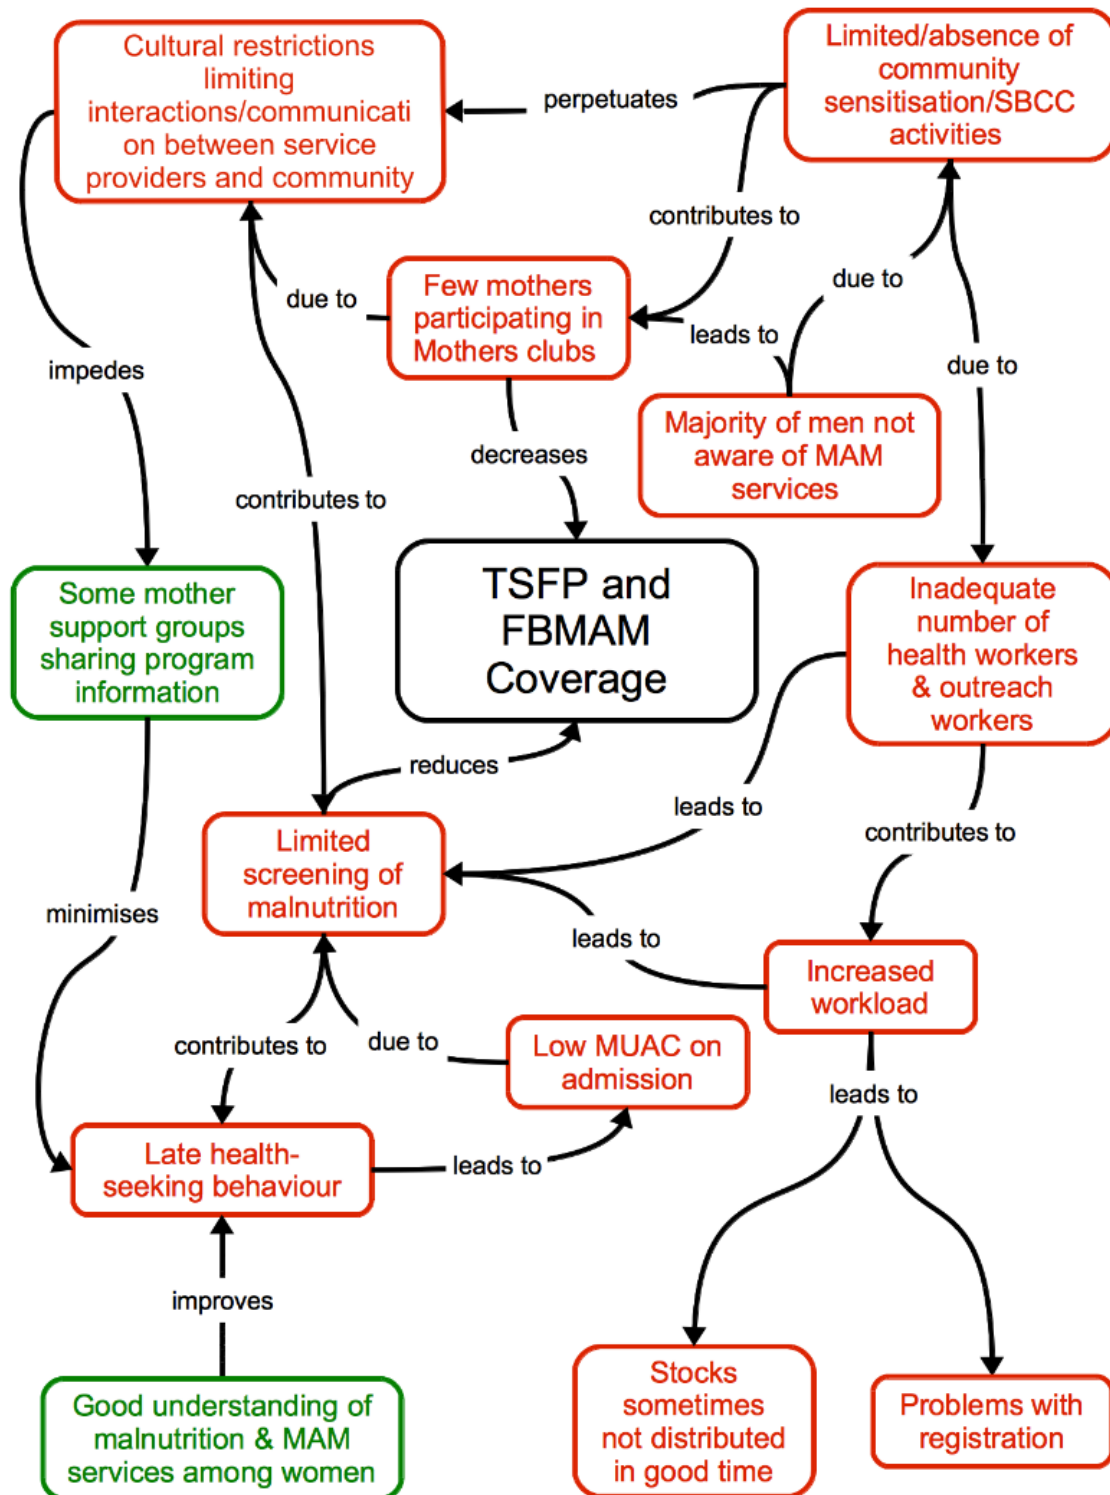 Cultural restrictions
limiting
interactions/communicati
on between service
providers and community
Limited/absence of
community
sensitisation/SBCC
activities
perpetuates
contributes to
due to
Few mothers
participating in
Mothers clubs
due to
leads to
impedes
due to
Majority of men not
aware of MAM
services
decreases
contributes to
TSFP and
FBMAM
Coverage
Some mother
support groups
sharing program
information
Inadequate
number of
health workers
& outreach
workers
reduces
leads to
contributes to
Limited
screening of
malnutrition
minimises
leads to
Increased
workload
contributes to
due to
Low MUAC on
admission
leads to
Late health-
seeking behaviour
leads to
improves
Good understanding of
malnutrition & MAM
services among women
Stocks
sometimes
not distributed
in good time
Problems with
registration